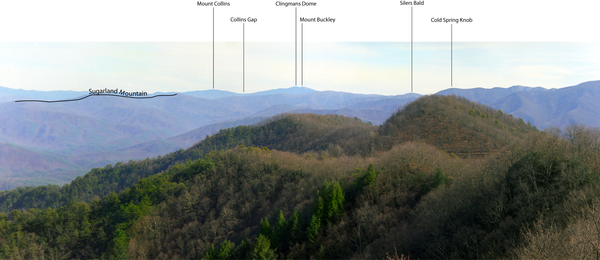 Mount Collins
Clingmans Dome
Silers Bald
Collins Gap
Mount Buckley
Cold Spring Knob
Sugarland Mountain